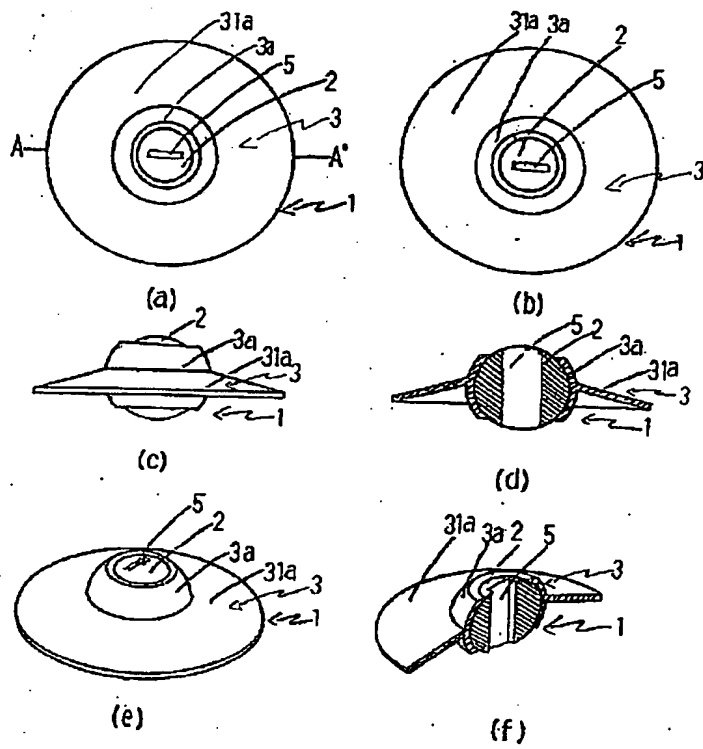 31a 3a 5 2 3 A A' 1
(a)
31a 3a 2 5 3 1
(b)
2 3a 31a 3 1
(c)
5 2 3a 31a 3 1
(d)
5 2 3a 31a 3 1
(e)
31a 3a 2 5 3 1
(f)